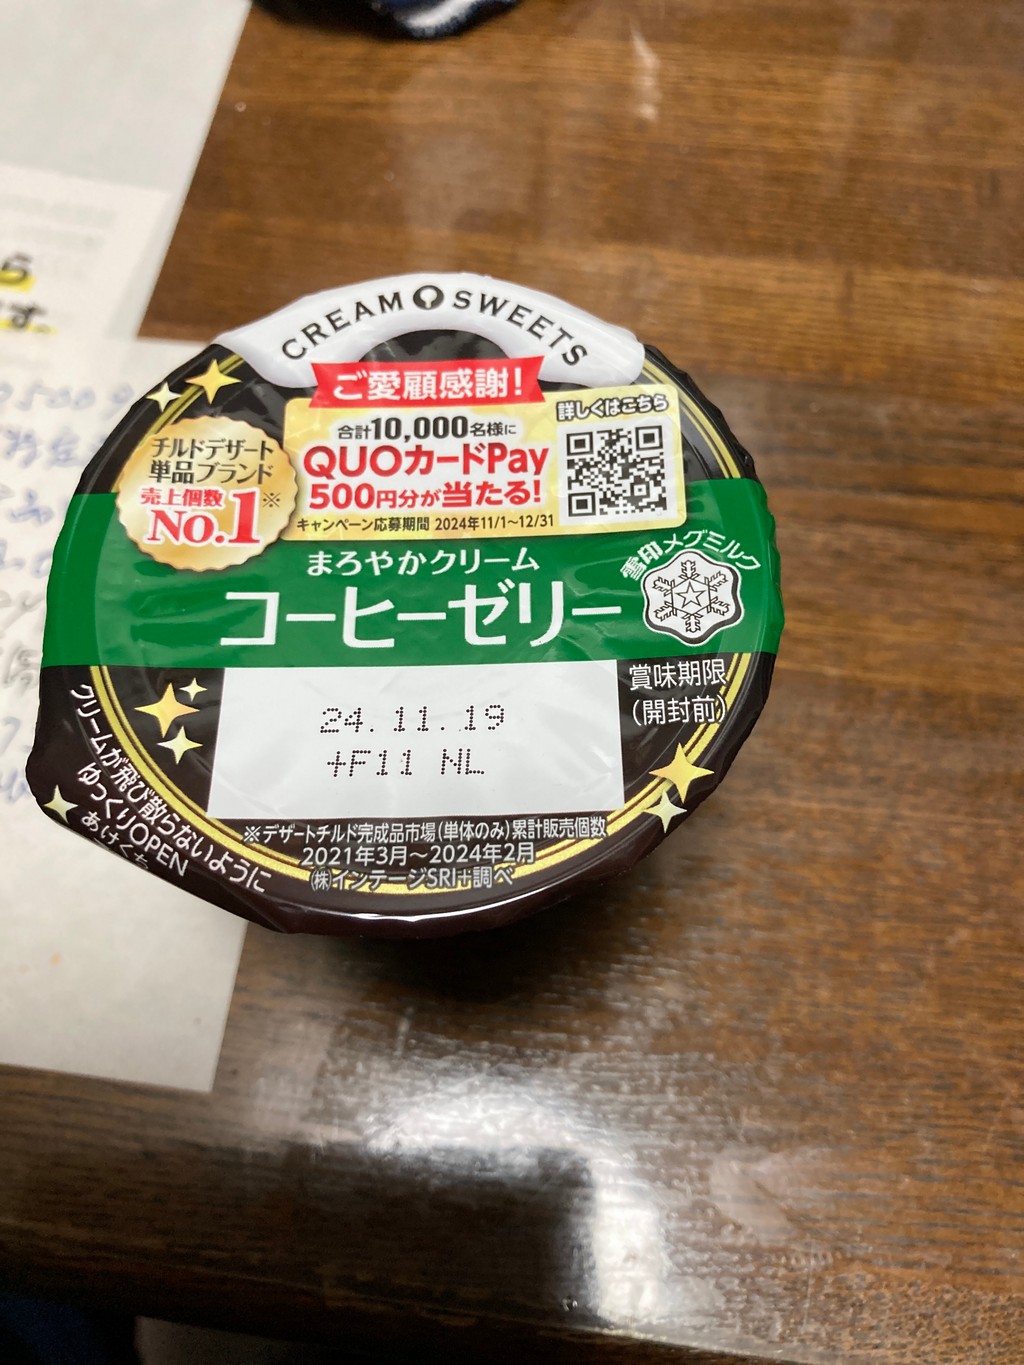 ら
す。
CREAM SWEETS
ご愛顧感謝!
合計10,000名様に
QUOカードPay
500円分が当たる!
キャンペーン応募期間 2024年11/1~12/31
詳しくはこちら
チルドデザート
単品ブランド
売上個数
No.1※
まろやかクリーム
コーヒーゼリー
雪印メグミルク
賞味期限
(開封前)
24.11.19
+F11 NL
クリームが飛び散らないように
ゆっくりOPEN
あけくち
※デザートチルド完成品市場(単体のみ)累計販売個数
2021年3月~2024年2月
㈱インテージSRI+調べ